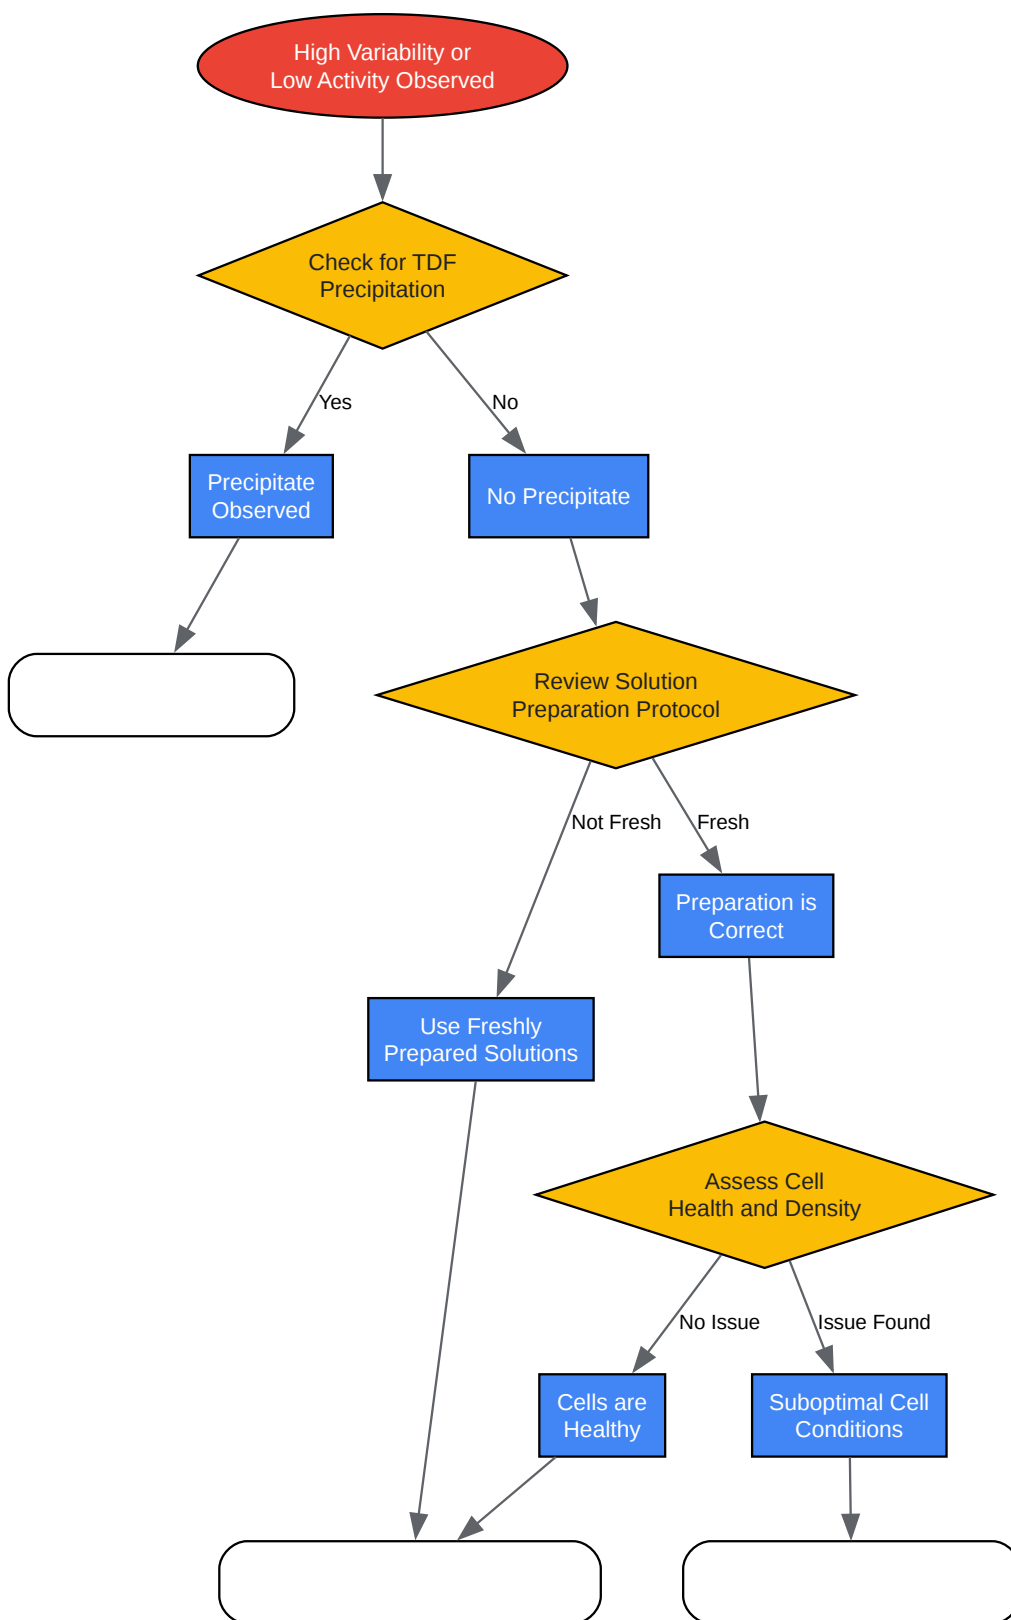 High Variability or
Low Activity Observed
Check for TDF
Precipitation
Yes
No
Precipitate
Observed
No Precipitate
Review Solution
Preparation Protocol
Not Fresh
Fresh
Preparation is
Correct
Use Freshly
Prepared Solutions
Assess Cell
Health and Density
No Issue
Issue Found
Cells are
Healthy
Suboptimal Cell
Conditions